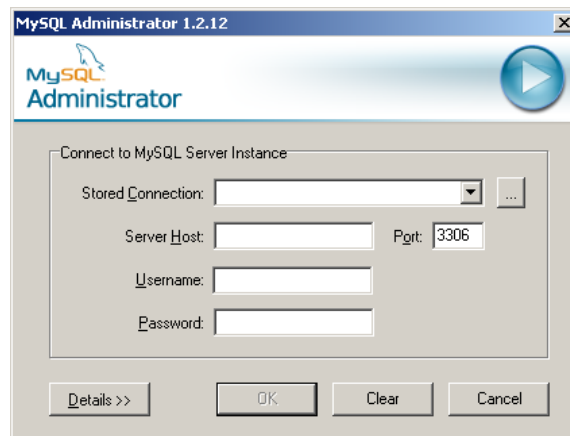 MySQL Administrator 1.2.12
MySQL
Administrator
Connect to MySQL Server Instance
Stored Connection:
...
Server Host:
Port: 3306
Username:
Password:
Details >>
OK
Clear
Cancel